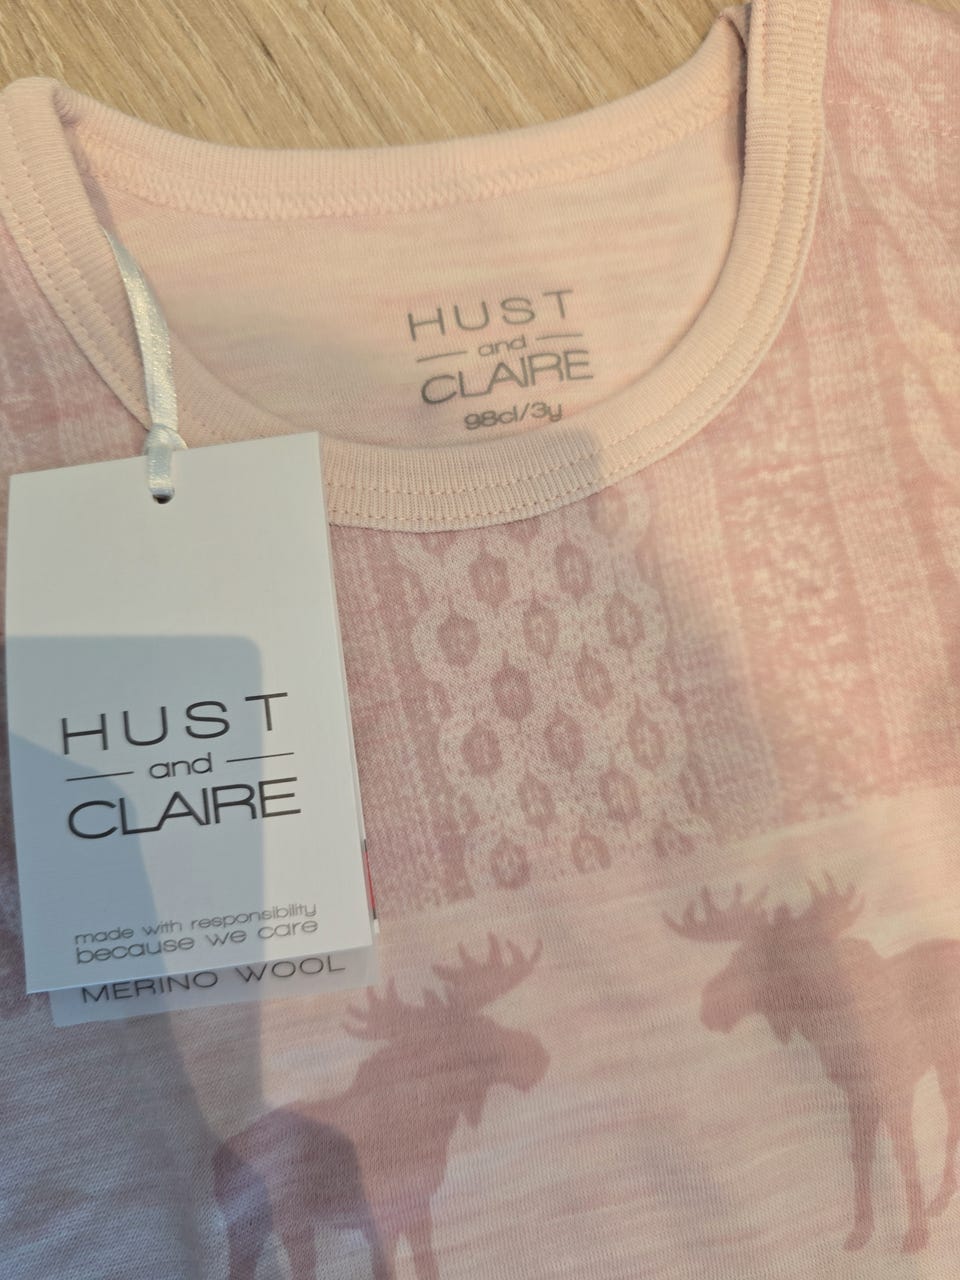 HUST
and
CLAIRE
98cl/3y
HUST
and
CLAIRE
made with responsibility
because we care
MERINO WOOL